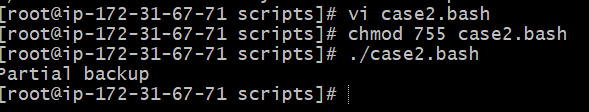 [root@ip-172-31-67-71 scripts]# vi case2.bash
[root@ip-172-31-67-71 scripts]# chmod 755 case2.bash
[root@ip-172-31-67-71 scripts]# ./case2.bash
Partial backup
[root@ip-172-31-67-71 scripts]#